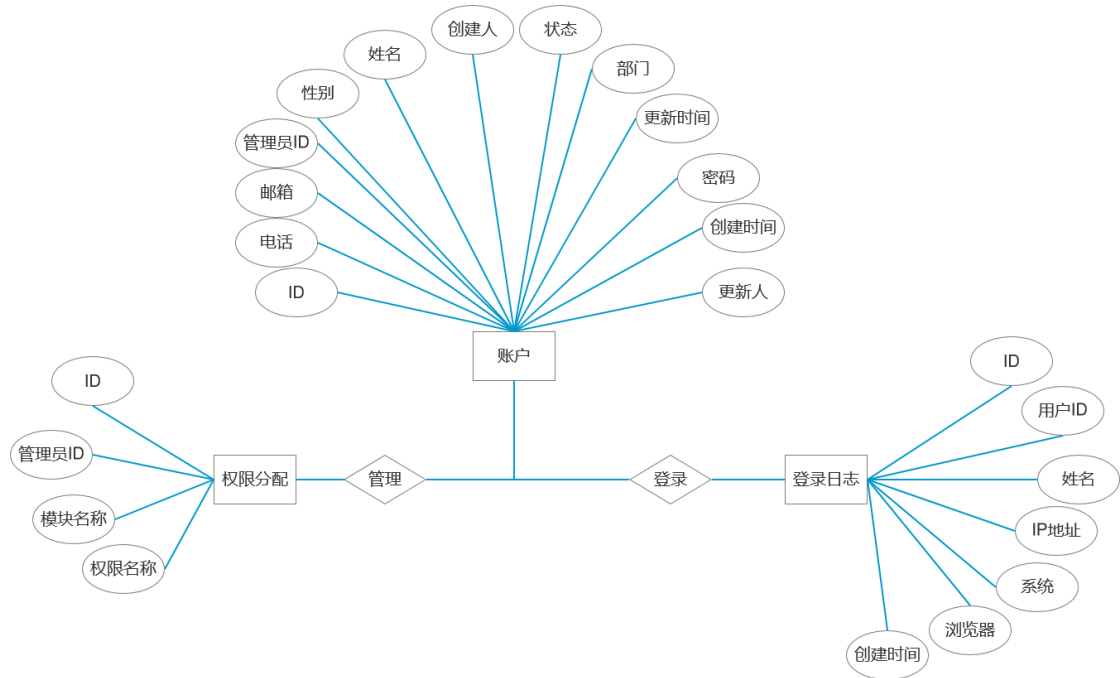 创建人
状态
姓名
部门
性别
更新时间
管理员ID
密码
邮箱
创建时间
电话
ID
更新人
账户
ID
ID
用户ID
管理员ID
权限分配
管理
登录
登录日志
姓名
模块名称
IP地址
权限名称
系统
浏览器
创建时间